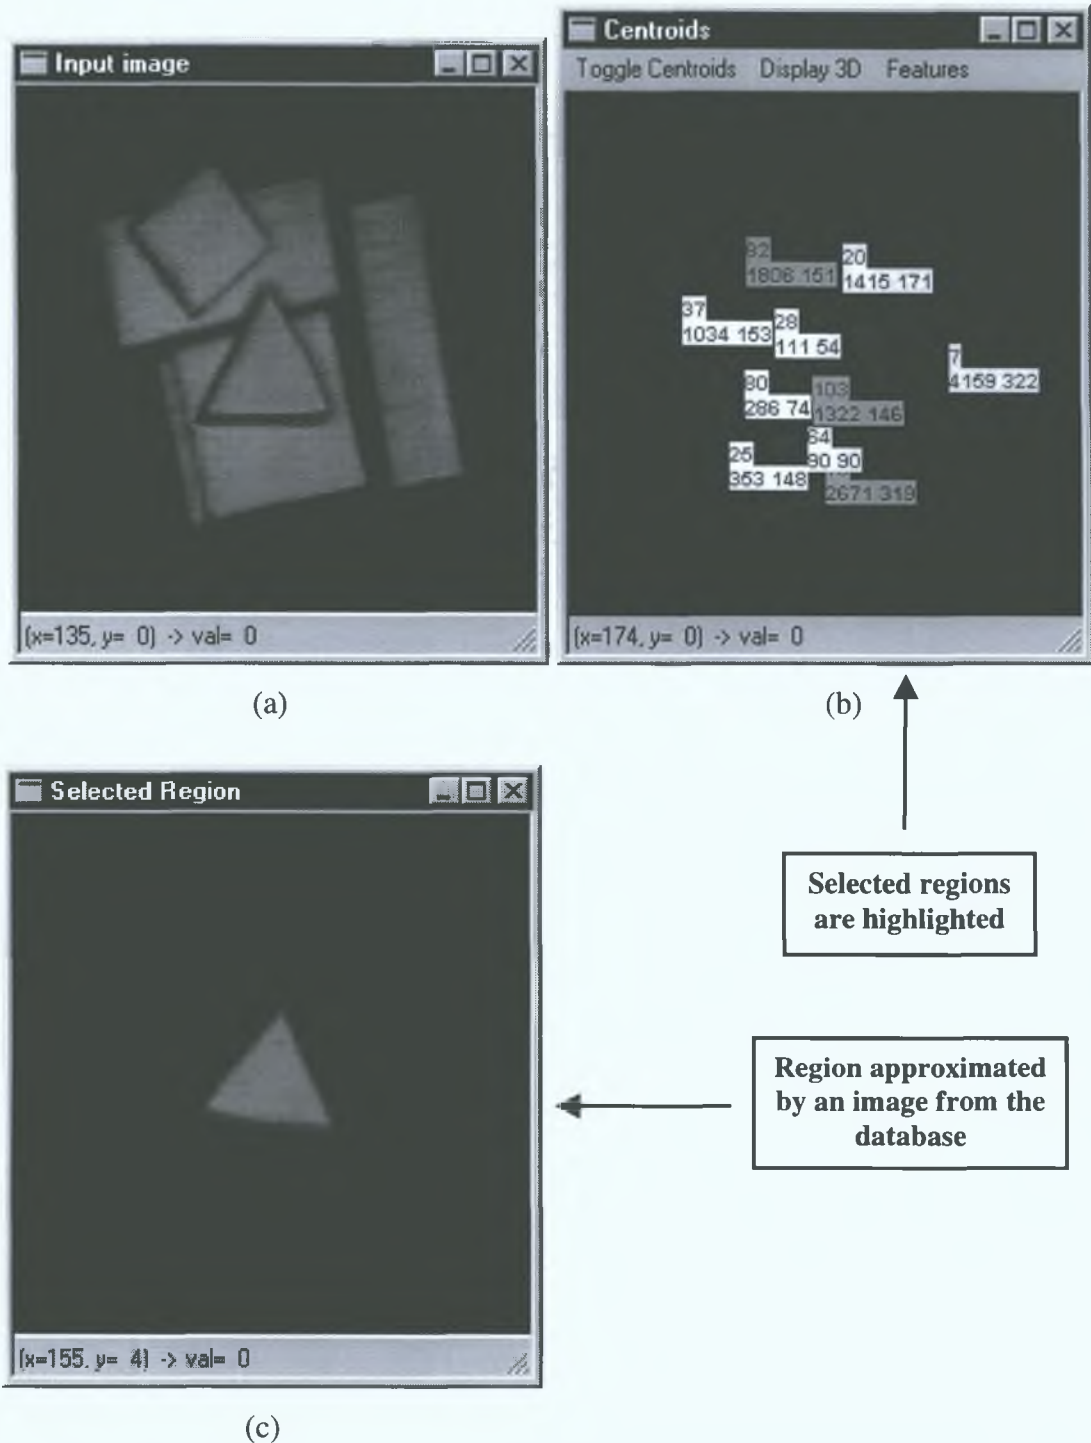 Input image
(x=135, y= 0) -> val= 0
(a)
Centroids
Toggle Centroids Display 3D Features
1806 151
20
1415 171
37
1034 153
28
111 54
7
4159 322
286 74
103
1322 146
90 90
25
353 148
2671 319
(x=174, y= 0) -> val= 0
(b)
Selected Region
(x=155, y= 4) -> val= 0
(c)
Selected regions
are highlighted
Region approximated
by an image from the
database